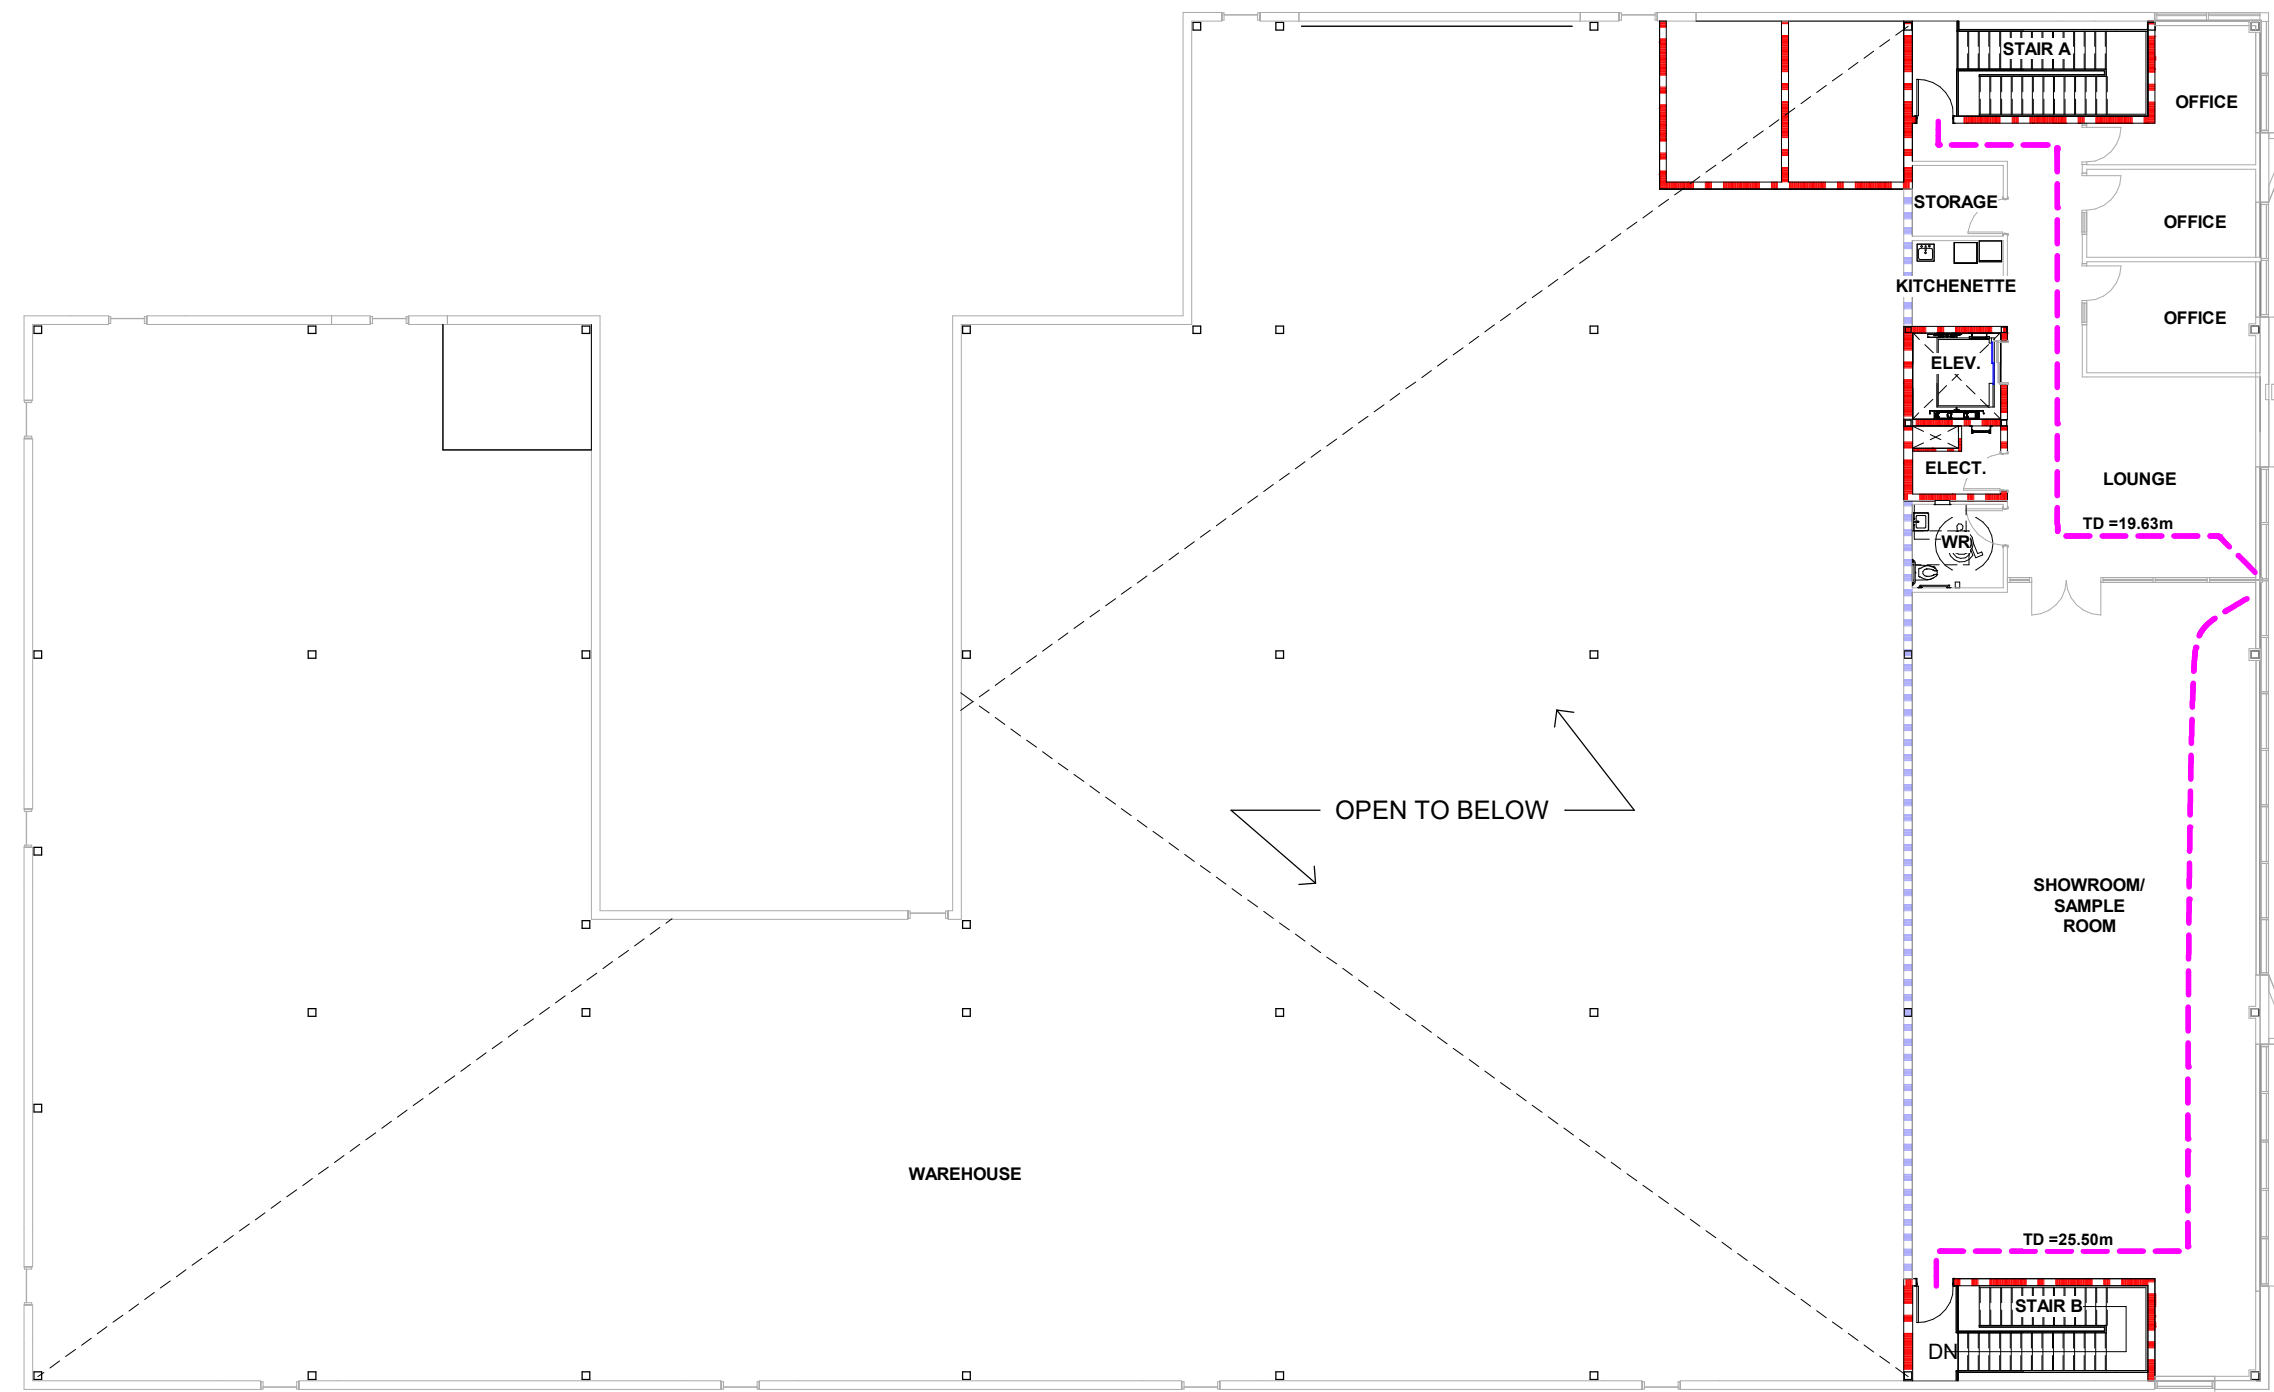 STAIR A
OFFICE
STORAGE
OFFICE
KITCHENETTE
OFFICE
ELEV.
ELECT.
LOUNGE
TD =19.63m
WR
OPEN TO BELOW
SHOWROOM/
SAMPLE
ROOM
WAREHOUSE
TD =25.50m
STAIR B
DN